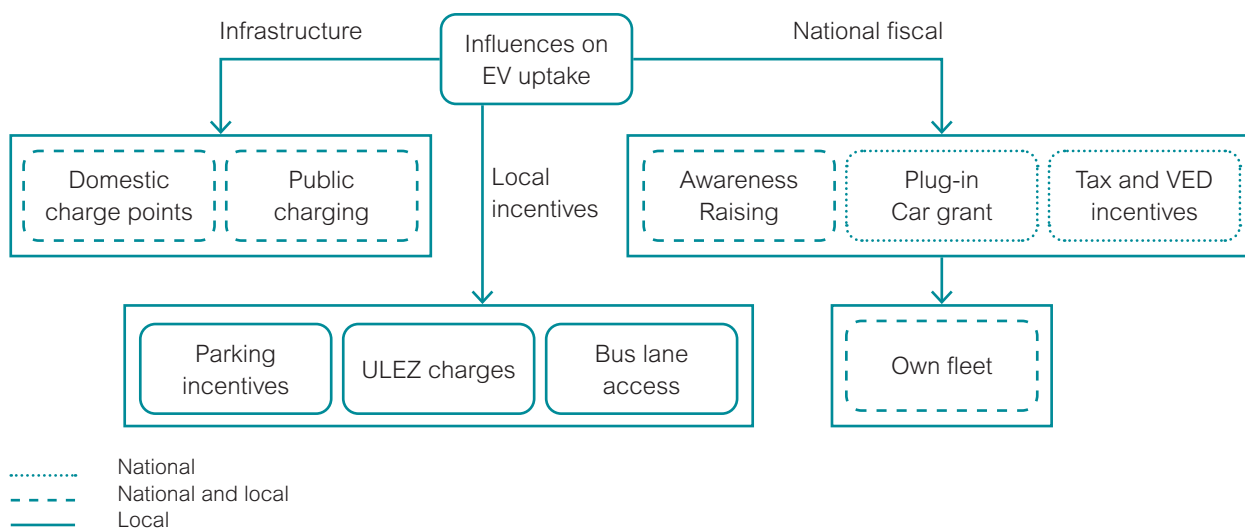 Infrastructure
Influences on
EV uptake
National fiscal
Domestic
charge points
Public
charging
Local
incentives
Awareness
Raising
Plug-in
Car grant
Tax and VED
incentives
Parking
incentives
ULEZ charges
Bus lane
access
Own fleet
National
National and local
Local